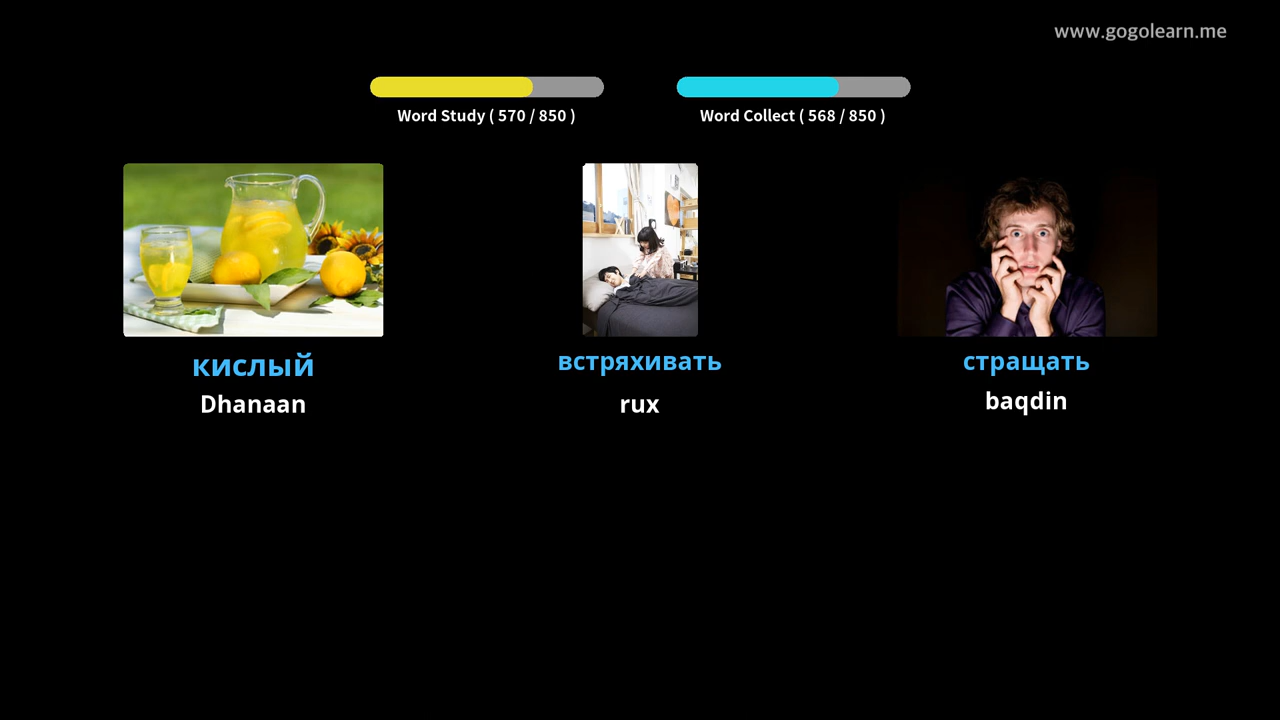 www.gogolearn.me
Word Study ( 570 / 850 )
Word Collect ( 568 / 850 )
кислый
Dhanaan
встряхивать
rux
стращать
baqdin